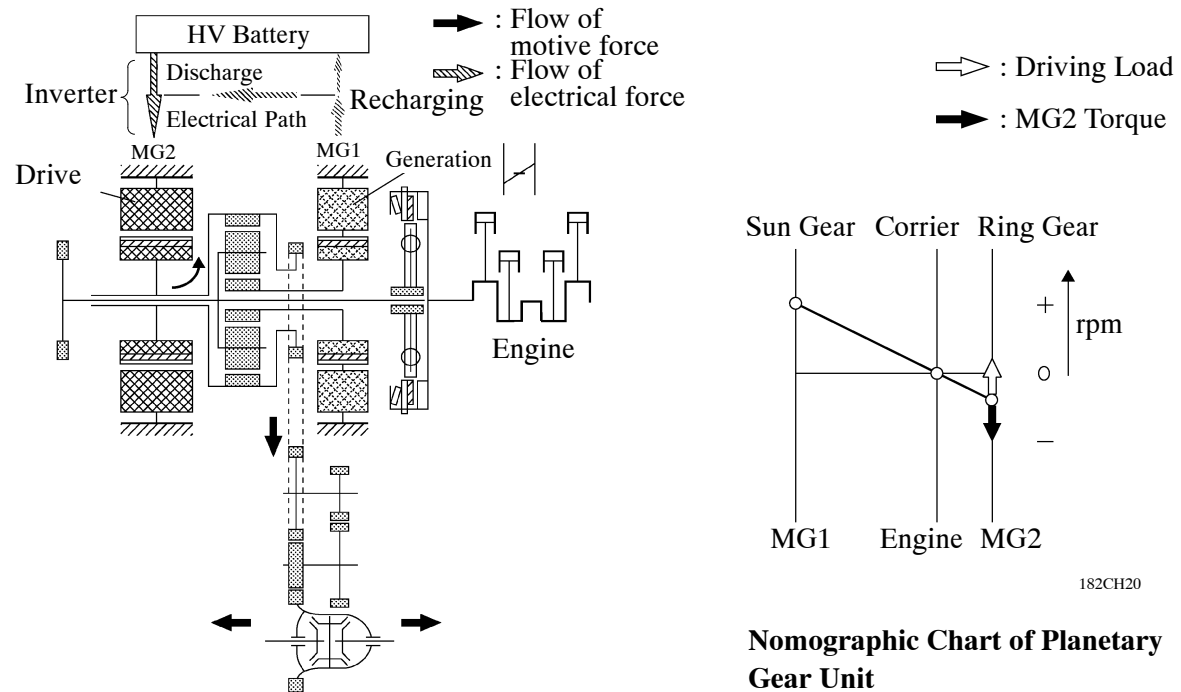 HV Battery
: Flow of
motive force
: Flow of
electrical force
Discharge
Inverter
Recharging
Electrical Path
MG2
MG1
Generation
Drive
Engine
: Driving Load
: MG2 Torque
Sun Gear Corrier Ring Gear
+
rpm
0
−
MG1 Engine MG2
182CH20
Nomographic Chart of Planetary
Gear Unit